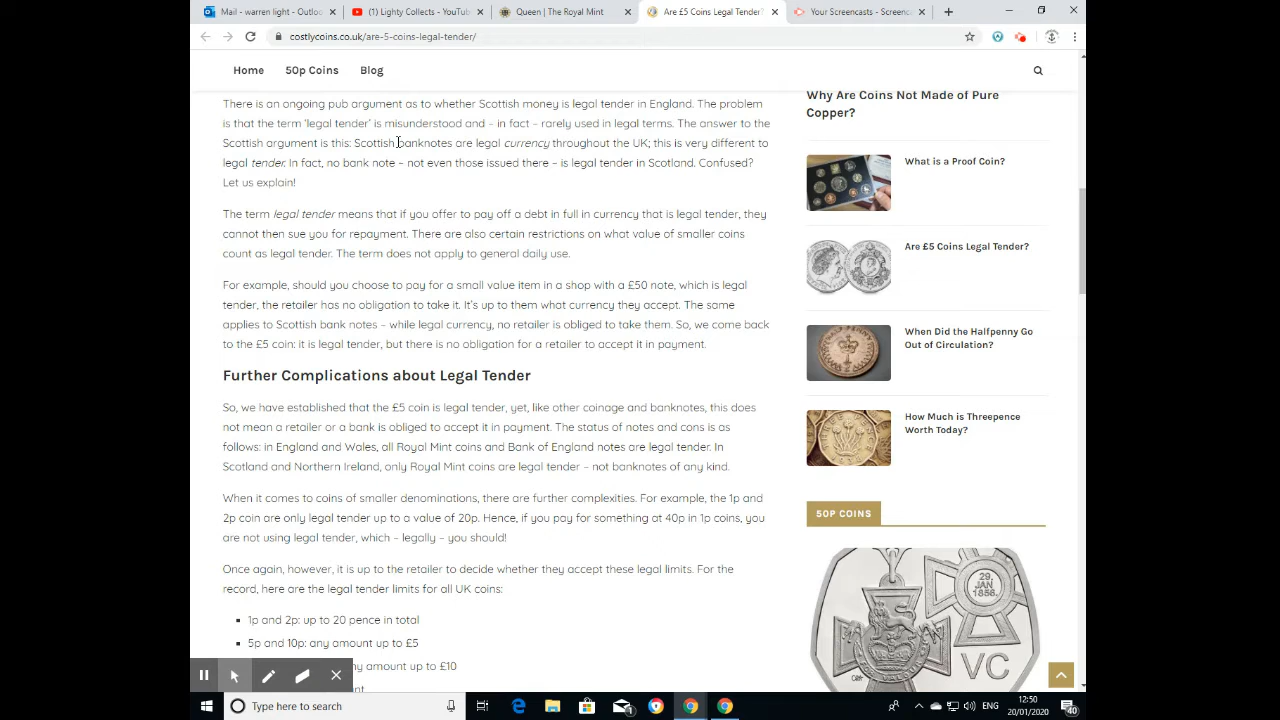 Mail - warren light - Outloo
(1) Lighty Collects - YouTub
Queen | The Royal Mint
Are £5 Coins Legal Tender?
Your Screencasts - Screenc
costlycoins.co.uk/are-5-coins-legal-tender/
Home 50p Coins Blog
There is an ongoing pub argument as to whether Scottish money is legal tender in England. The problem
is that the term 'legal tender' is misunderstood and – in fact – rarely used in legal terms. The answer to the
Scottish argument is this: Scottish banknotes are legal currency throughout the UK; this is very different to
legal tender. In fact, no bank note – not even those issued there – is legal tender in Scotland. Confused?
Let us explain!
The term legal tender means that if you offer to pay off a debt in full in currency that is legal tender, they
cannot then sue you for repayment. There are also certain restrictions on what value of smaller coins
count as legal tender. The term does not apply to general daily use.
For example, should you choose to pay for a small value item in a shop with a £50 note, which is legal
tender, the retailer has no obligation to take it. It's up to them what currency they accept. The same
applies to Scottish bank notes – while legal currency, no retailer is obliged to take them. So, we come back
to the £5 coin: it is legal tender, but there is no obligation for a retailer to accept it in payment.
Further Complications about Legal Tender
So, we have established that the £5 coin is legal tender, yet, like other coinage and banknotes, this does
not mean a retailer or a bank is obliged to accept it in payment. The status of notes and cons is as
follows: in England and Wales, all Royal Mint coins and Bank of England notes are legal tender. In
Scotland and Northern Ireland, only Royal Mint coins are legal tender – not banknotes of any kind.
When it comes to coins of smaller denominations, there are further complexities. For example, the 1p and
2p coin are only legal tender up to a value of 20p. Hence, if you pay for something at 40p in 1p coins, you
are not using legal tender, which – legally – you should!
Once again, however, it is up to the retailer to decide whether they accept these legal limits. For the
record, here are the legal tender limits for all UK coins:
1p and 2p: up to 20 pence in total
5p and 10p: any amount up to £5
ny amount up to £10
Why Are Coins Not Made of Pure
Copper?
What is a Proof Coin?
Are £5 Coins Legal Tender?
When Did the Halfpenny Go
Out of Circulation?
How Much is Threepence
Worth Today?
50P COINS
29.
JAN
1856.
VC
Type here to search
ENG
12:50
20/01/2020
40